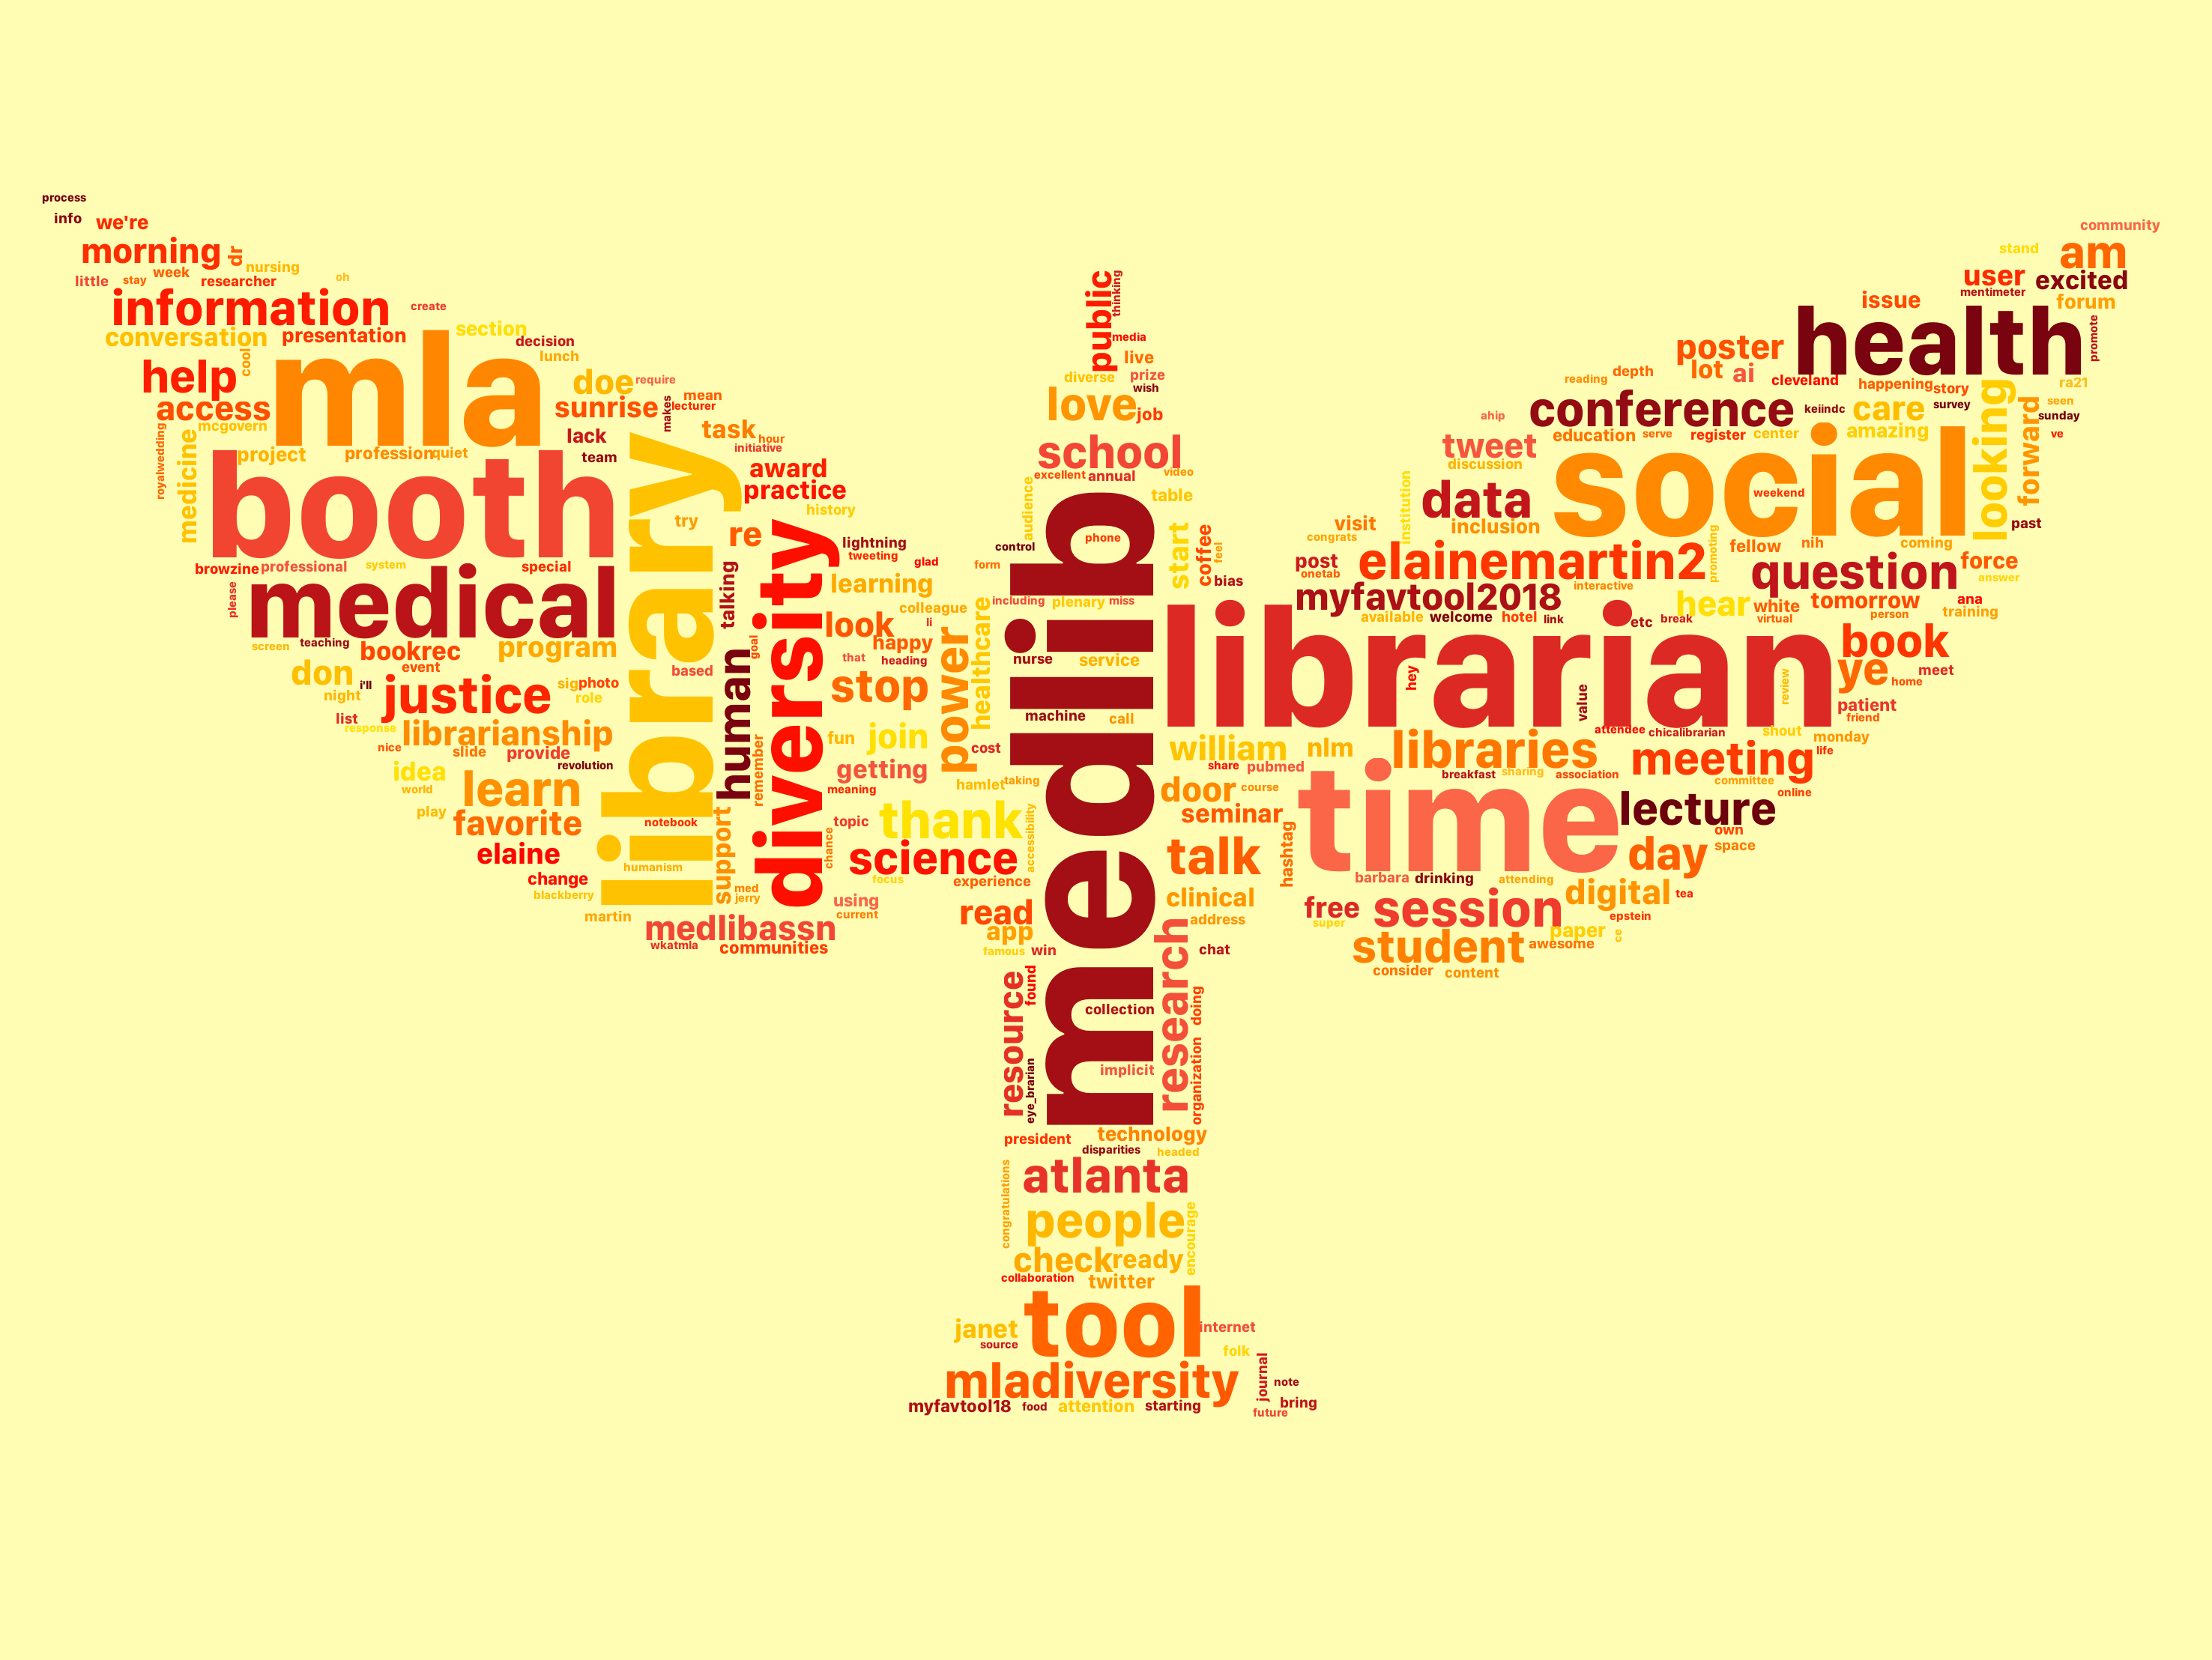 process
info
we're
morning
dr
nursing
little
stay
week
researcher
oh
information
create
conversation
presentation
section
decision
lunch
help
cool
mla
doe
require
access
sunrise
makes
mean
lecturer
mcgovern
lack
task
hour
initiative
royalwedding
medicine
project
profession
quiet
team
award
practice
booth
library
try
history
re
diversity
lightning
tweeting
glad
browzine
professional
system
special
talking
learning
please
medical
colleague
li
look
happy
screen
teaching
bookrec
program
goal
that
heading
event
based
human
don
i'll
justice
sig
photo
role
night
stop
list
response
librarianship
nice
slide
provide
revolution
fun
join
remember
getting
idea
world
learn
meaning
play
favorite
notebook
support
topic
thank
chance
elaine
humanism
science
change
focus
blackberry
med
jerry
experience
martin
using
current
medlibassn
wkatmla
communities
public
thinking
media
live
diverse
prize
wish
love
job
school
excellent
annual
video
audience
table
control
phone
start
coffee
feel
form
bias
including
plenary
miss
power
healthcare
nurse
service
medlib
machine
call
cost
hamlet
taking
accessibility
read
app
famous
win
william
nlm
share
pubmed
door
course
seminar
talk
hashtag
clinical
address
research
chat
resource
found
collection
doing
implicit
eye_brarian
organization
president
technology
disparities
headed
atlanta
congratulations
people
encourage
check
ready
collaboration
twitter
tool
janet
source
internet
folk
mladiversity
journal
note
myfavtool18
food
attention
starting
bring
future
community
stand
am
user
excited
mentimeter
issue
forum
health
promote
poster
lot
ai
depth
reading
cleveland
happening
story
looking
ra21
ahip
conference
keiindc
care
survey
forward
seen
sunday
tweet
education
serve
register
center
amazing
ve
discussion
institution
data
social
weekend
inclusion
visit
congrats
past
promoting
fellow
nih
coming
post
onetab
elainemartin2
interactive
question
force
answer
myfavtool2018
hear
white
virtual
tomorrow
person
ana
training
available
welcome
hotel
link
etc
break
librarian
hey
value
review
book
ye
home
meet
patient
friend
attendee
chicalibrarian
shout
monday
libraries
breakfast
sharing
association
meeting
life
committee
online
time
lecture
own
space
day
barbara
drinking
attending
digital
tea
free
super
session
epstein
paper
ce
student
awesome
consider
content